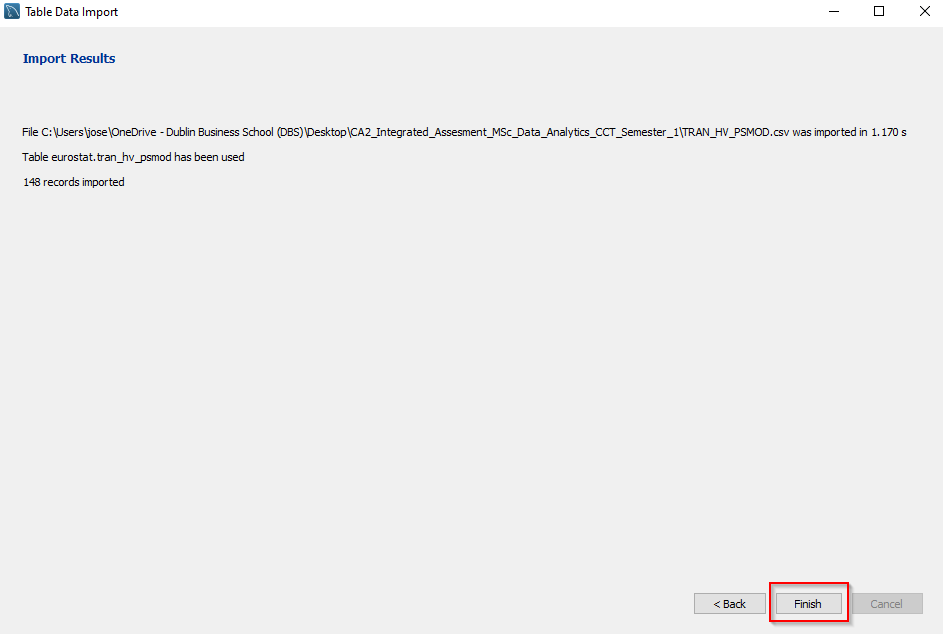 Table Data Import
Import Results
File C:\Users\jose\OneDrive - Dublin Business School (DBS)\Desktop\CA2_Integrated_Assesment_MSc_Data_Analytics_CCT_Semester_1\TRAN_HV_PSMOD.csv was imported in 1.170 s
Table eurostat.tran_hv_psmod has been used
148 records imported
< Back
Finish
Cancel